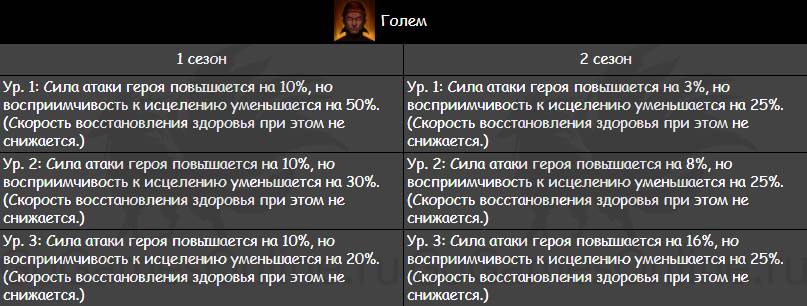 Голем
1 сезон
2 сезон
Ур. 1: Сила атаки героя повышается на 10%, но
восприимчивость к исцелению уменьшается на 50%.
(Скорость восстановления здоровья при этом не
снижается.)
Ур. 1: Сила атаки героя повышается на 3%, но
восприимчивость к исцелению уменьшается на 25%.
(Скорость восстановления здоровья при этом не
снижается.)
Ур. 2: Сила атаки героя повышается на 10%, но
восприимчивость к исцелению уменьшается на 30%.
(Скорость восстановления здоровья при этом не
снижается.)
Ур. 2: Сила атаки героя повышается на 8%, но
восприимчивость к исцелению уменьшается на 25%.
(Скорость восстановления здоровья при этом не
снижается.)
Ур. 3: Сила атаки героя повышается на 10%, но
восприимчивость к исцелению уменьшается на 20%.
(Скорость восстановления здоровья при этом не
снижается.)
Ур. 3: Сила атаки героя повышается на 16%, но
восприимчивость к исцелению уменьшается на 25%.
(Скорость восстановления здоровья при этом не
снижается.)